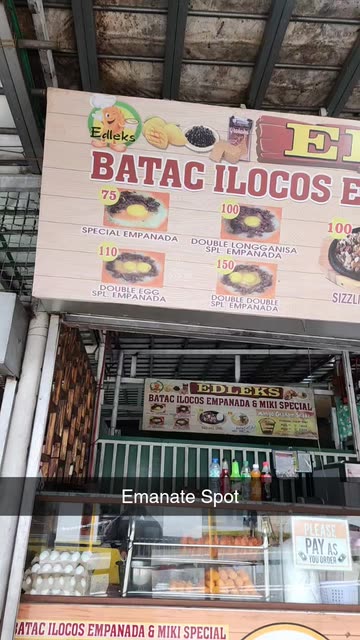 Edleks
EDL
BATAC ILOCOS E
75
SPECIAL EMPANADA
100
DOUBLE LONGGANISA
SPL. EMPANADA
100
SIZZLI
110
DOUBLE EGG
SPL. EMPANADA
150
DOUBLE DOUBLE
SPL. EMPANADA
EDLEKS
BATAC ILOCOS EMPANADA & MIKI SPECIAL
Emanate Spot
PLEASE
PAY AS
YOU ORDER
BATAC ILOCOS EMPANADA & MIKI SPECIAL